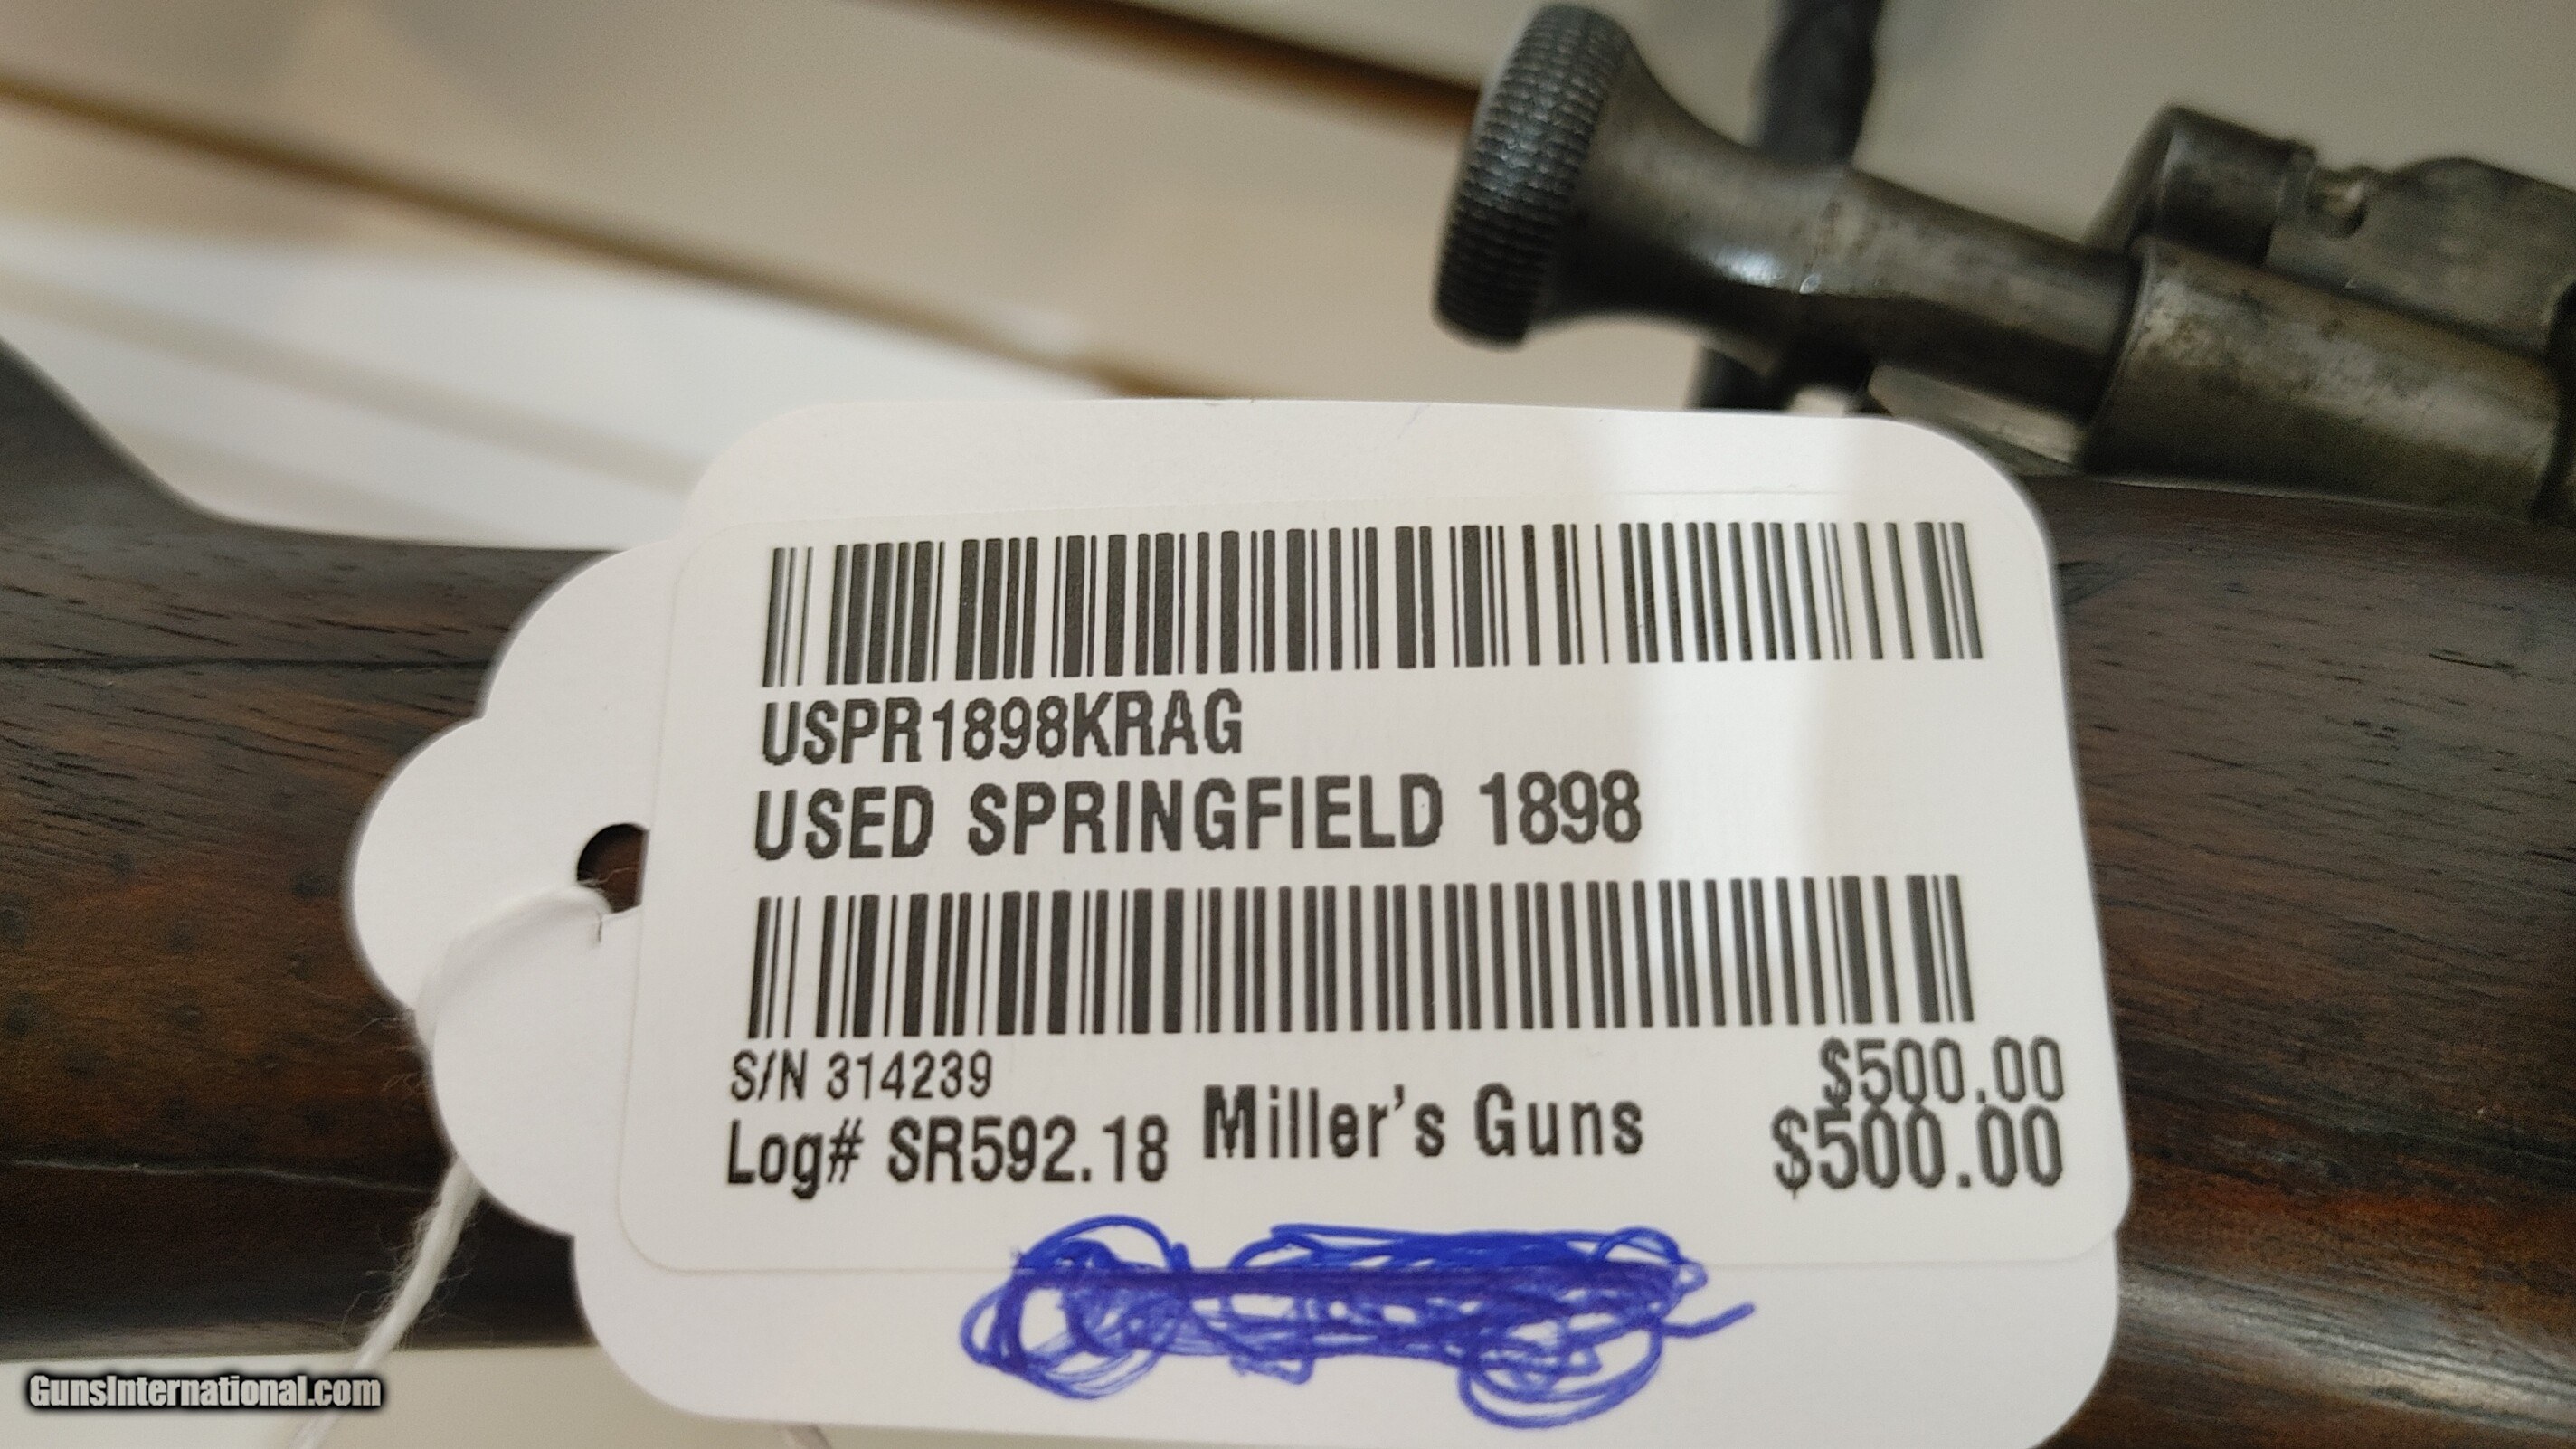 USPR1898KRAG
USED SPRINGFIELD 1898
S/N 314239
$500.00
Log# SR592.18 Miller's Guns $500.00
GunsInternational.com